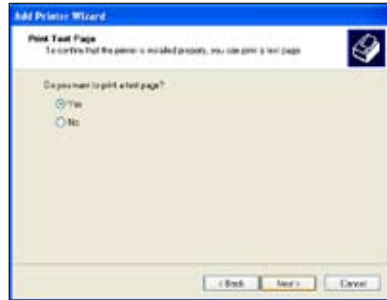 Add Printer Wizard
Print Test Page
To confirm that the printer is installed properly, you can print a test page.
Do you want to print a test page?
Yes
No
< Back
Next >
Cancel